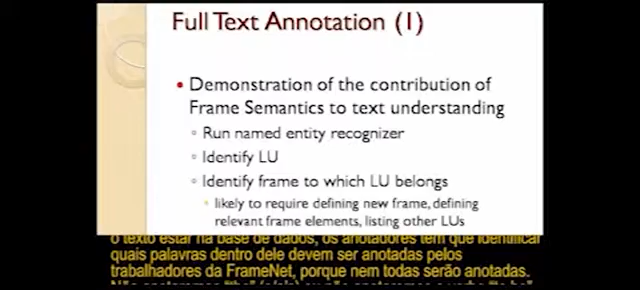 Full Text Annotation (1)
Demonstration of the contribution of
Frame Semantics to text understanding
Run named entity recognizer
Identify LU
Identify frame to which LU belongs
likely to require defining new frame, defining
relevant frame elements, listing other LUs
o texto estar na base de dados, os anotadores têm que identificar
quais palavras dentro dele devem ser anotadas pelos
trabalhadores da FrameNet, porque nem todas serão anotadas.